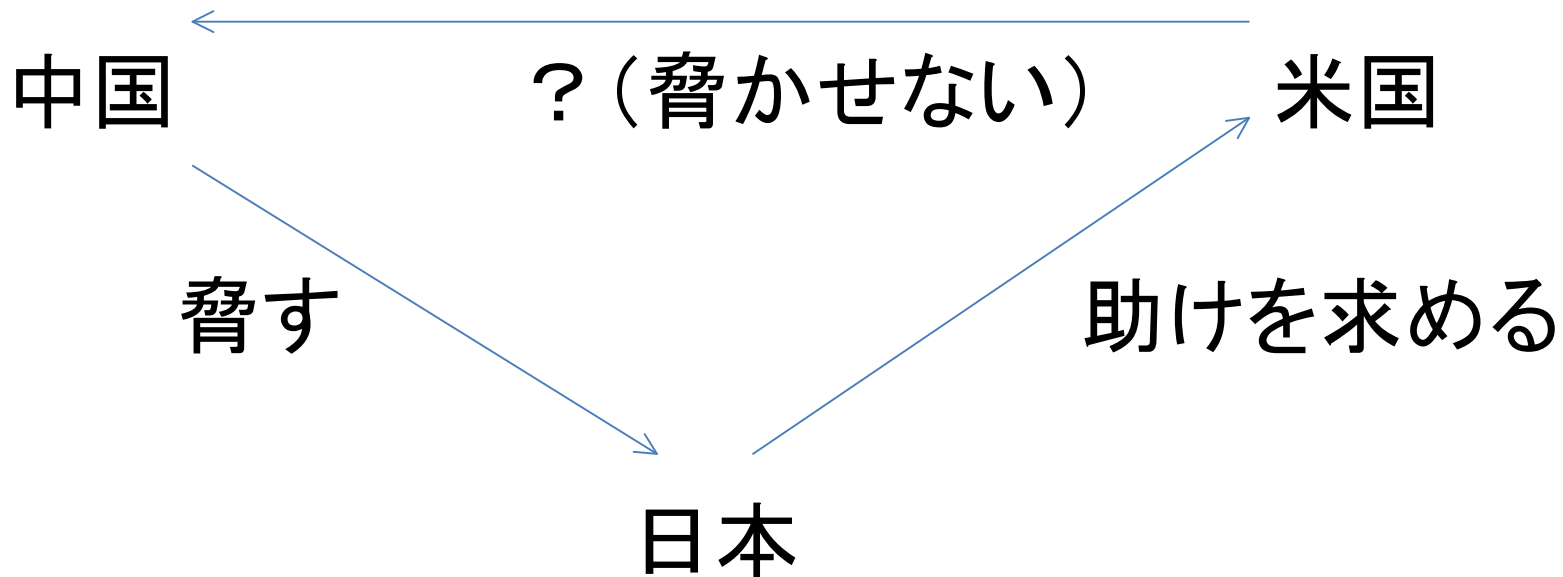 中国 ？（脅かせない） 米国
脅す 助けを求める
日本